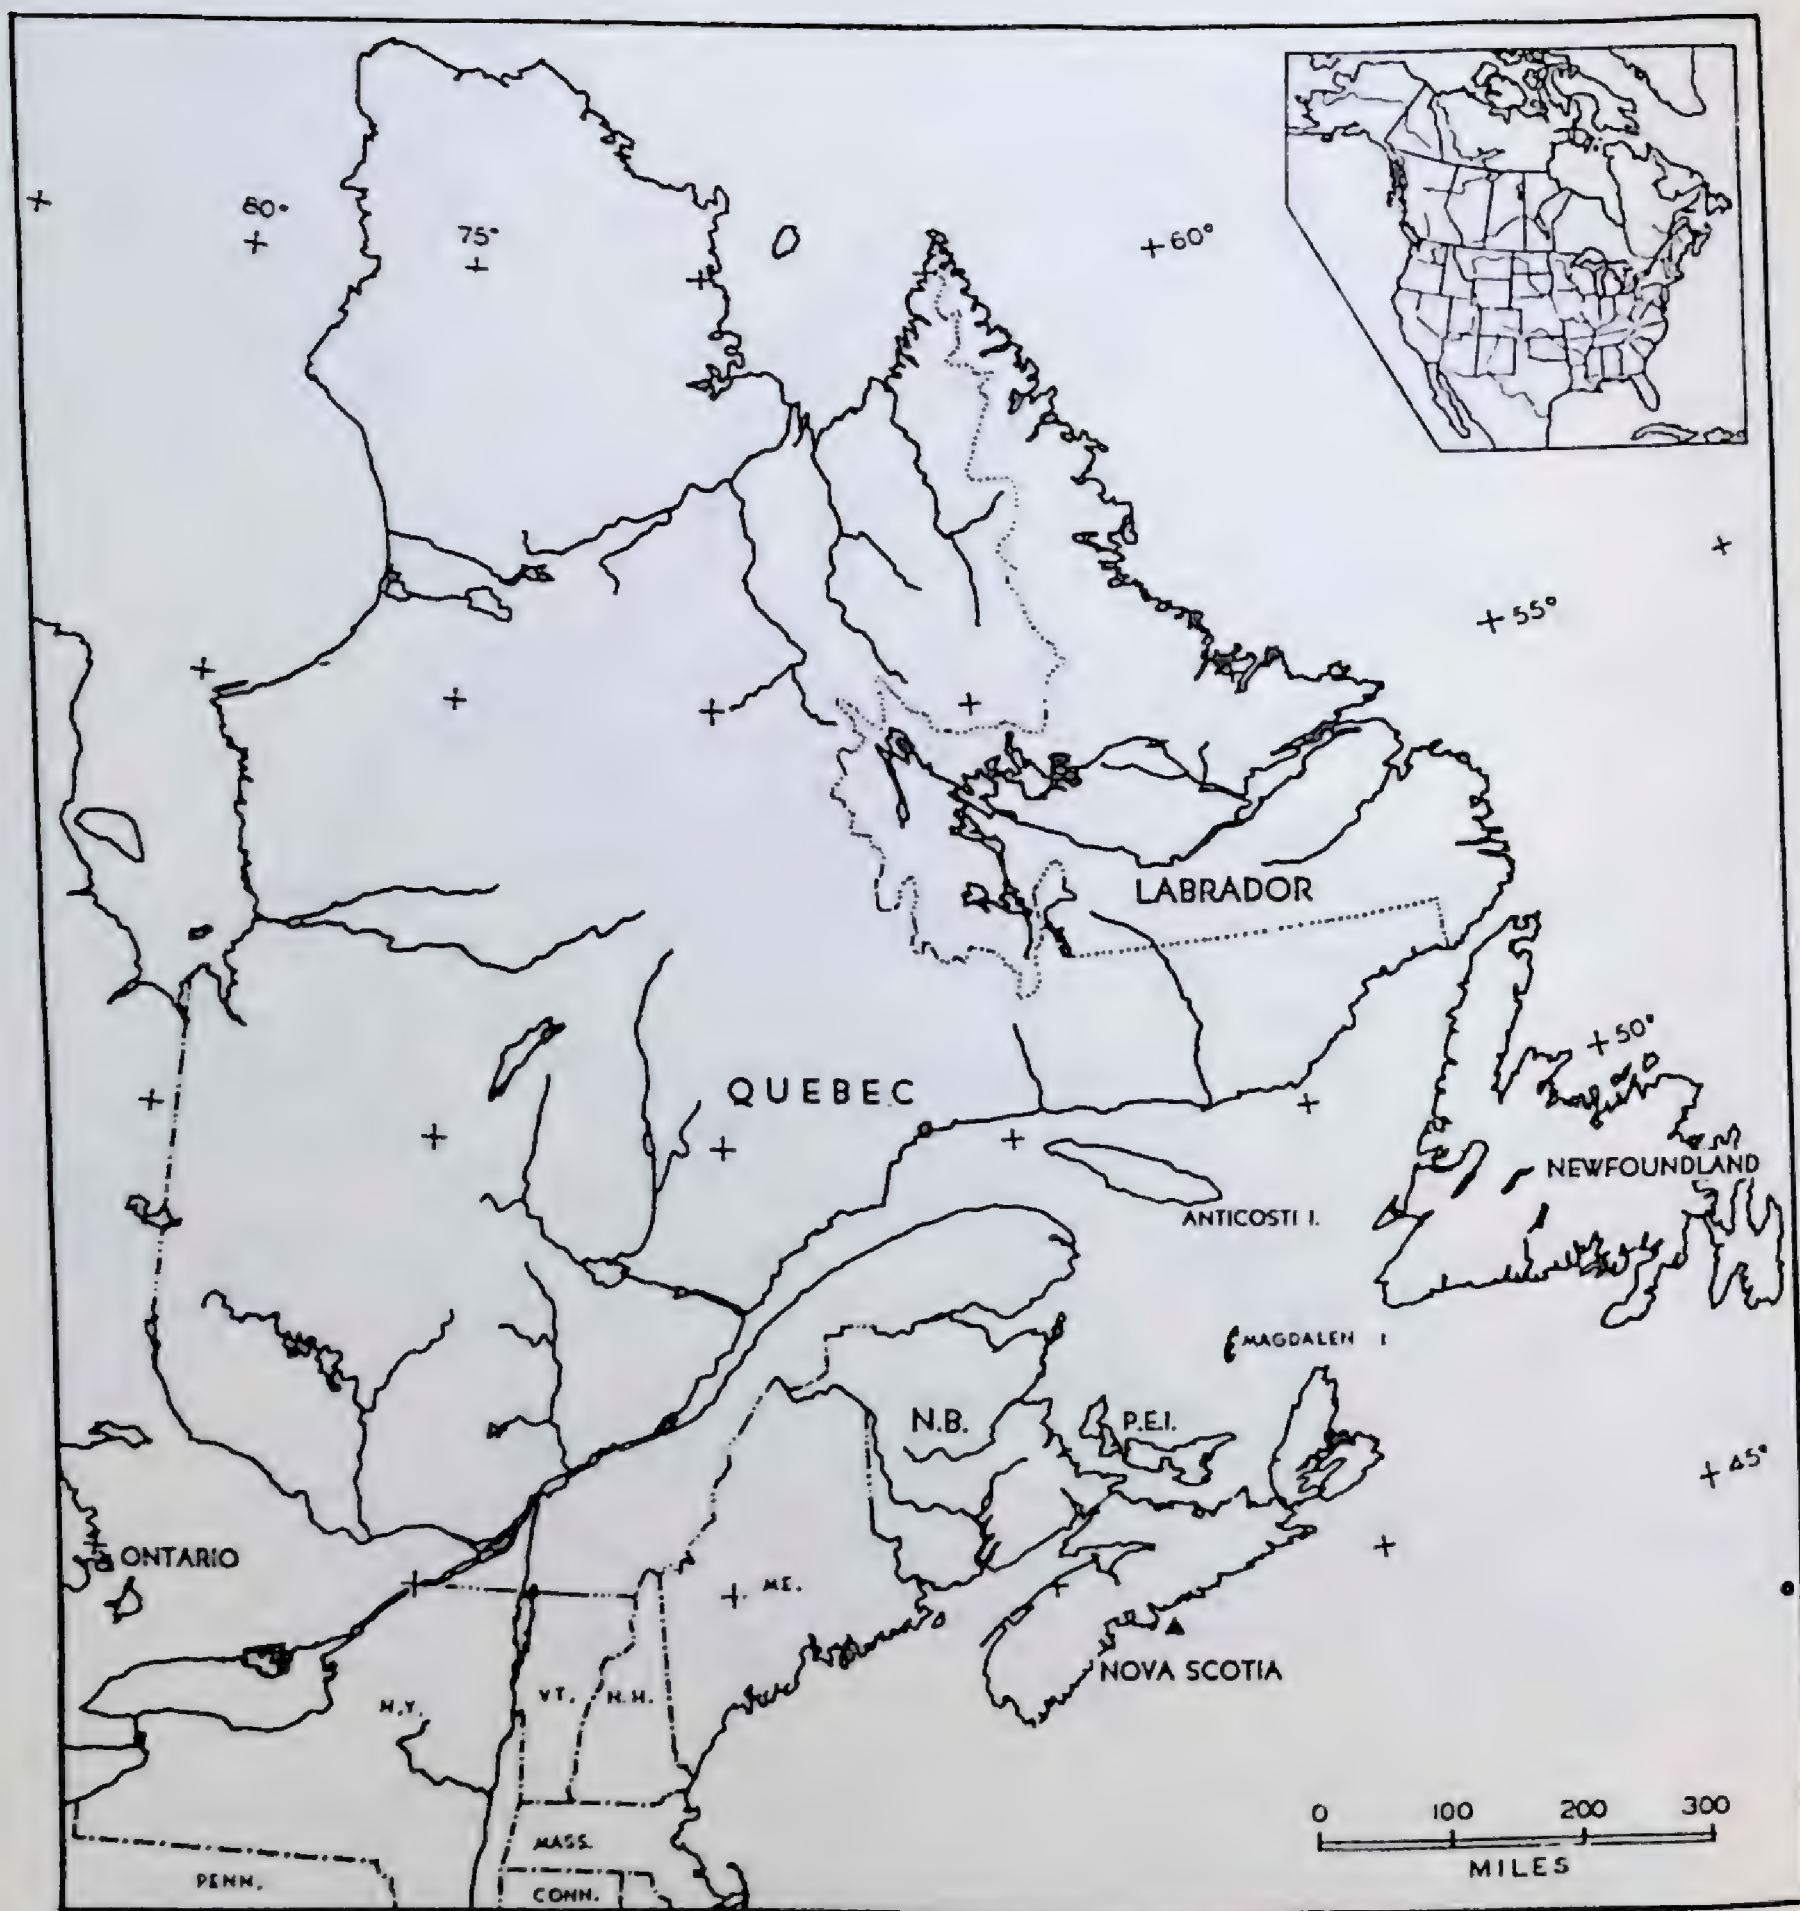 80°
75°
60°
55°
LABRADOR
50°
QUEBEC
NEWFOUNDLAND
ANTICOSTI I.
MAGDALEN I
N.B.
P.E.I.
45°
ONTARIO
ME.
NOVA SCOTIA
N.Y.
VT.
N.H.
0 100 200 300
MILES
MASS.
PENN.
CONN.